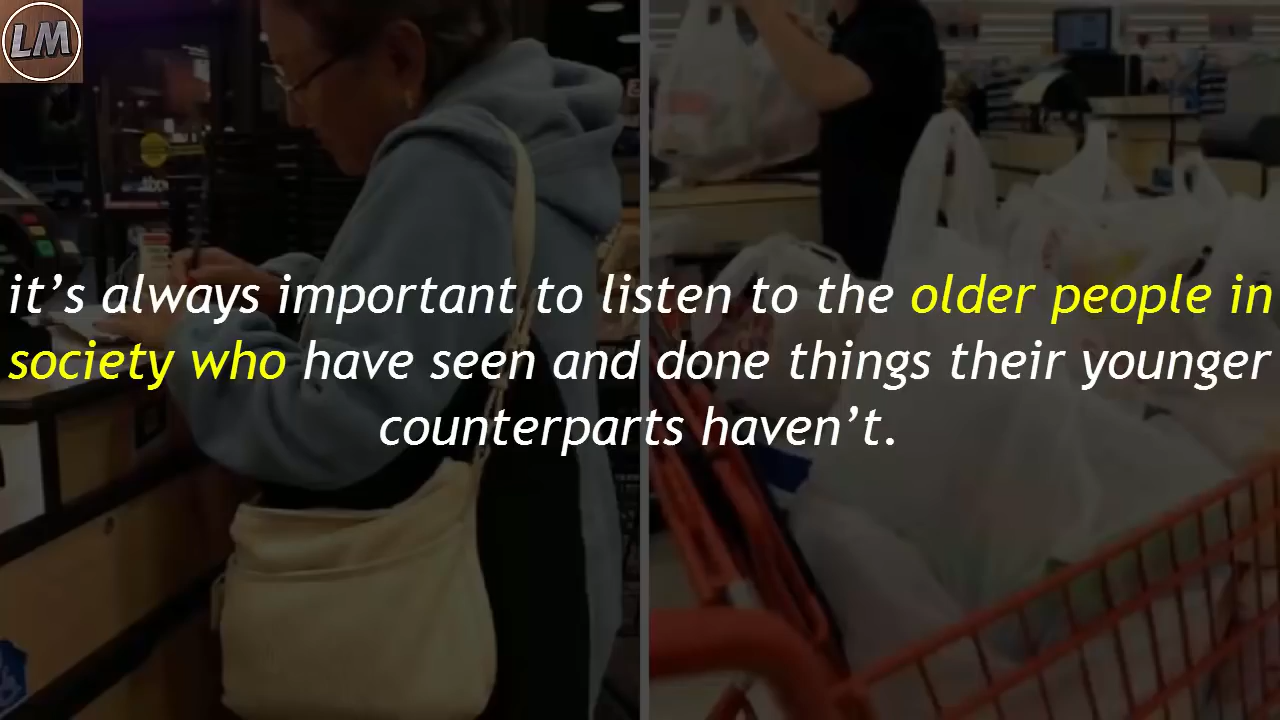 LM
it’s always important to listen to the older people in
society who have seen and done things their younger
counterparts haven’t.